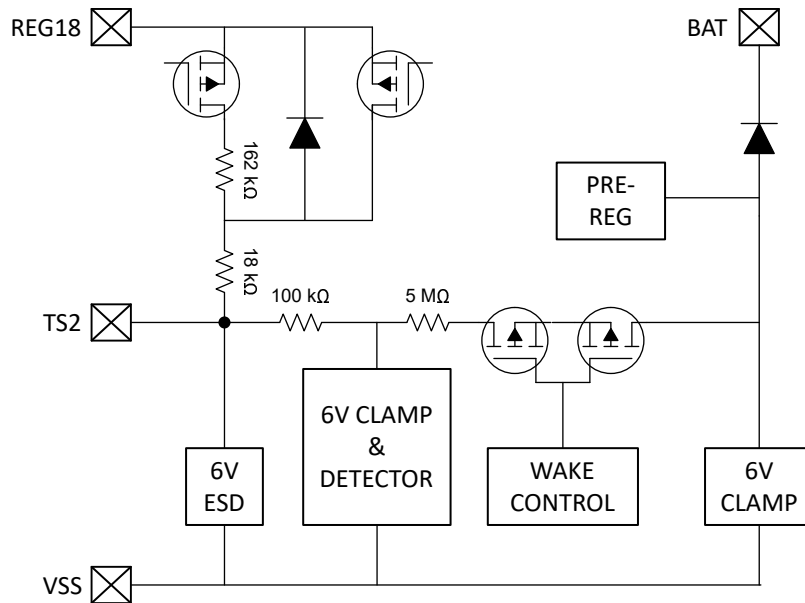 REG18
BAT
162 kΩ
PRE-
REG
18 kΩ
100 kΩ
5 MΩ
TS2
6V CLAMP
&
DETECTOR
6V
ESD
WAKE
CONTROL
6V
CLAMP
VSS